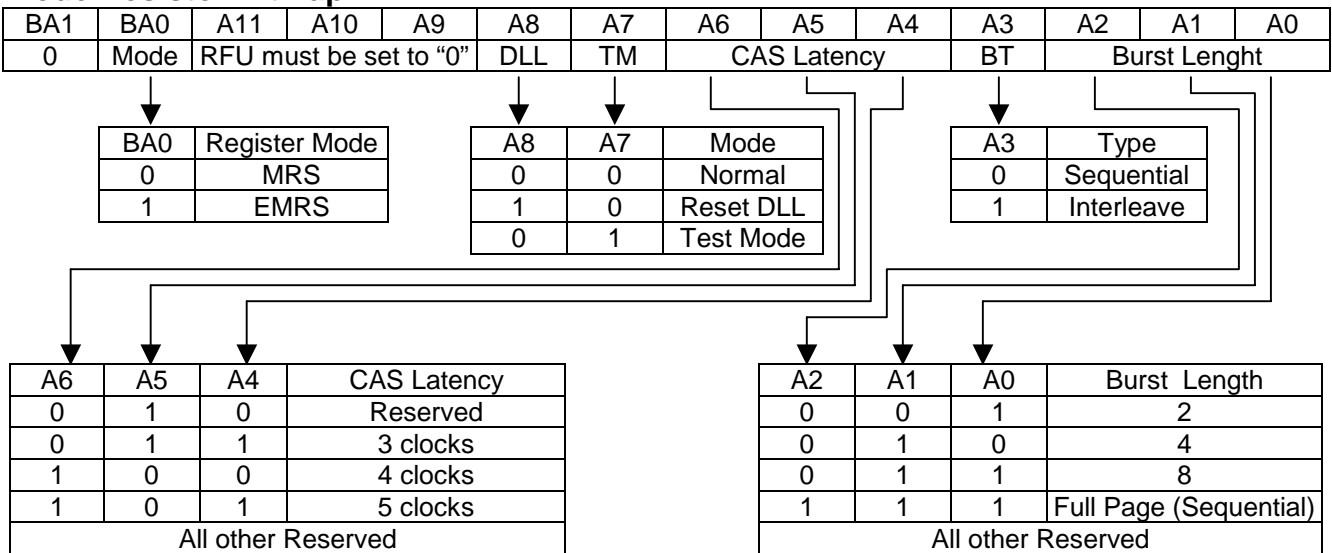 BA1 BA0 A11 A10 A9 A8 A7 A6 A5 A4 A3 A2 A1 A0
0 Mode RFU must be set to “0” DLL TM CAS Latency BT Burst Lenght
BA0 Register Mode
0 MRS
1 EMRS
A8 A7 Mode
0 0 Normal
1 0 Reset DLL
0 1 Test Mode
A3 Type
0 Sequential
1 Interleave
A6 A5 A4 CAS Latency
0 1 0 Reserved
0 1 1 3 clocks
1 0 0 4 clocks
1 0 1 5 clocks
All other Reserved
A2 A1 A0 Burst Length
0 0 1 2
0 1 0 4
0 1 1 8
1 1 1 Full Page (Sequential)
All other Reserved